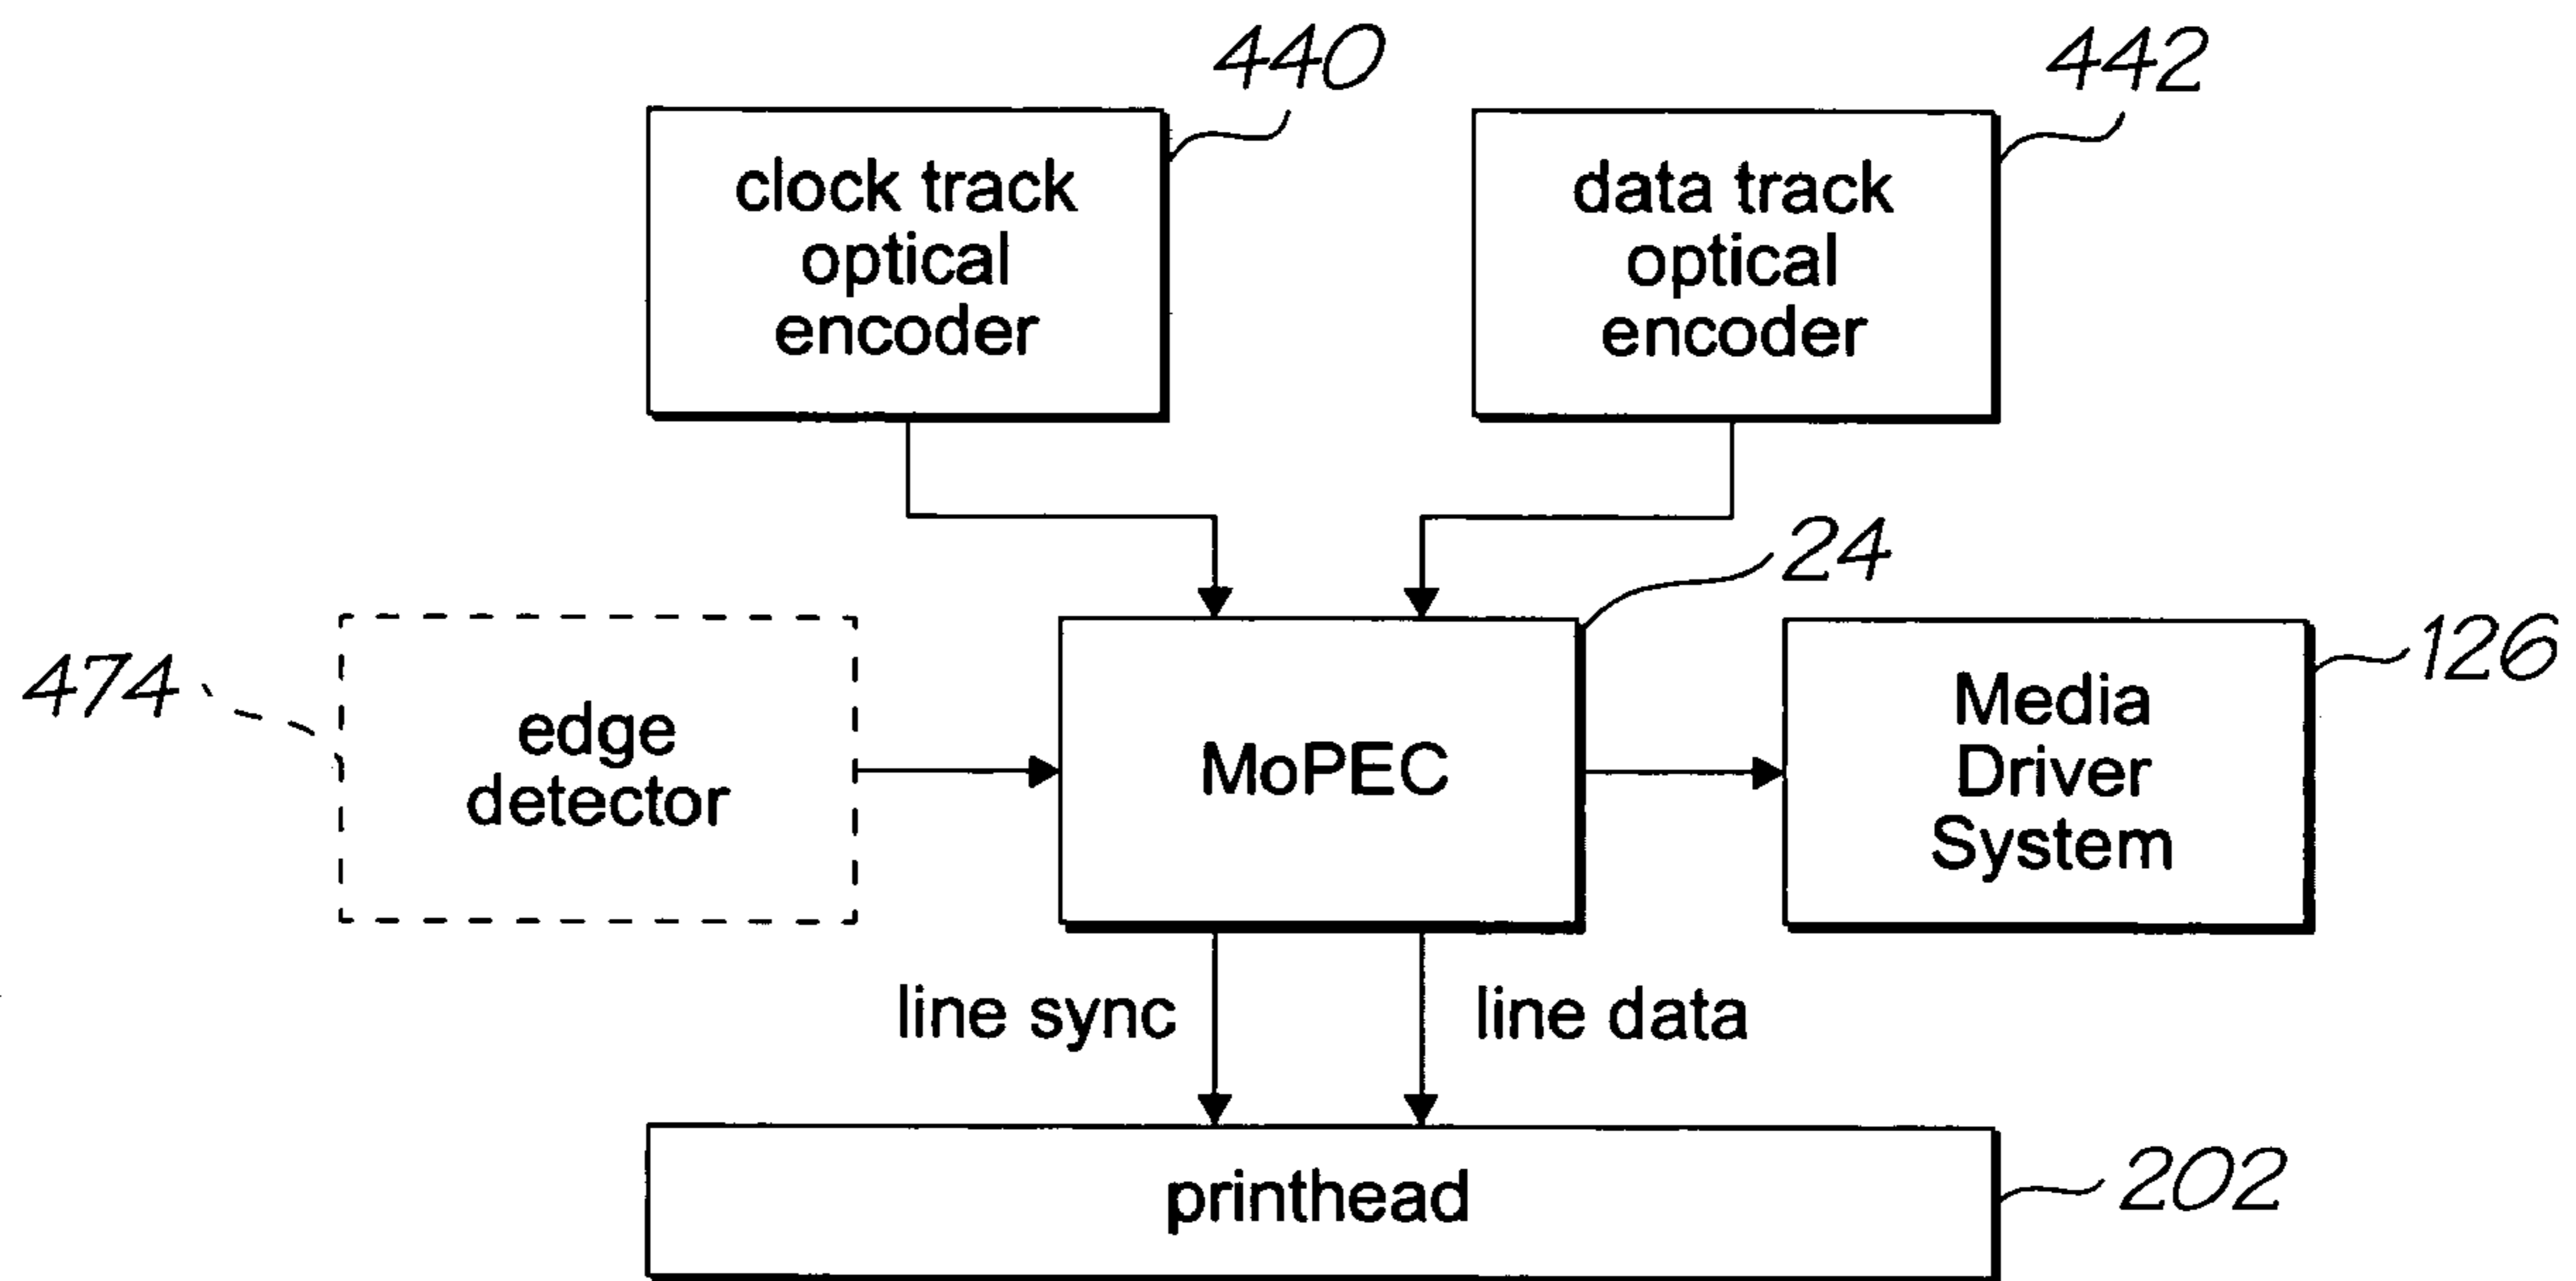 440
442
clock track
optical
encoder
data track
optical
encoder
24
474
edge
detector
MoPEC
Media
Driver
System
126
line sync
line data
printhead
202